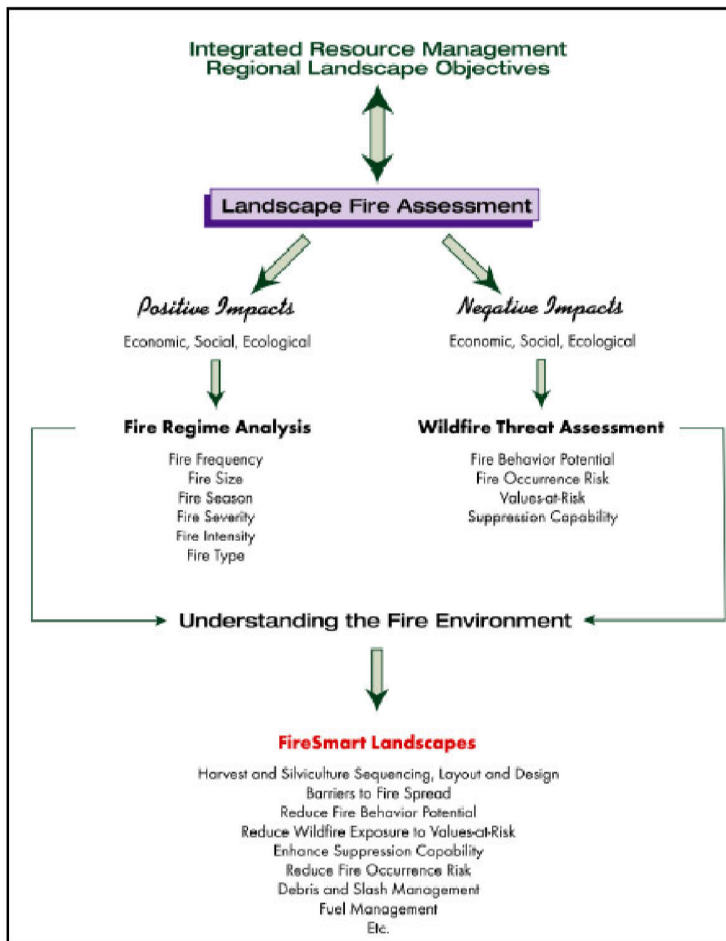 Integrated Resource Management
Regional Landscape Objectives
Landscape Fire Assessment
Positive Impacts
Economic, Social, Ecological
Negative Impacts
Economic, Social, Ecological
Fire Regime Analysis
Fire Frequency
Fire Size
Fire Season
Fire Severity
Fire Intensity
Fire Type
Wildfire Threat Assessment
Fire Behavior Potential
Fire Occurrence Risk
Values-at-Risk
Suppression Capability
Understanding the Fire Environment
FireSmart Landscapes
Harvest and Silviculture Sequencing, Layout and Design
Barriers to Fire Spread
Reduce Fire Behavior Potential
Reduce Wildfire Exposure to Values-at-Risk
Enhance Suppression Capability
Reduce Fire Occurrence Risk
Debris and Slash Management
Fuel Management
Etc.